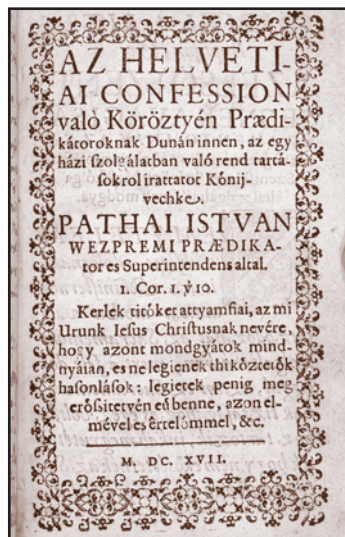 AZ HELVETI-
AI CONFESSION
való Köröztyén Prædi-
kátoroknak Dunán innen, az egy
házi ſzolgálatban való rend tartá-
ſokrol irattatot Könij-
vechke.
PATHAI ISTVAN
WEZPREMI PRÆDIKA-
tor es Superintendens altal.
1. Cor. 1. ꝟ 10.
Kerlek titöket attyamfiai, az mi
Urunk Ieſus Chriſtusnak nevére,
hogy azont mondgyátok mind-
nyáian, es ne legienek thi köztetök
haſonláſok: legietek penig meg
erőſitetvén ed benne, azon el-
mével es értelömmel, &c.
M. DC. XVII.